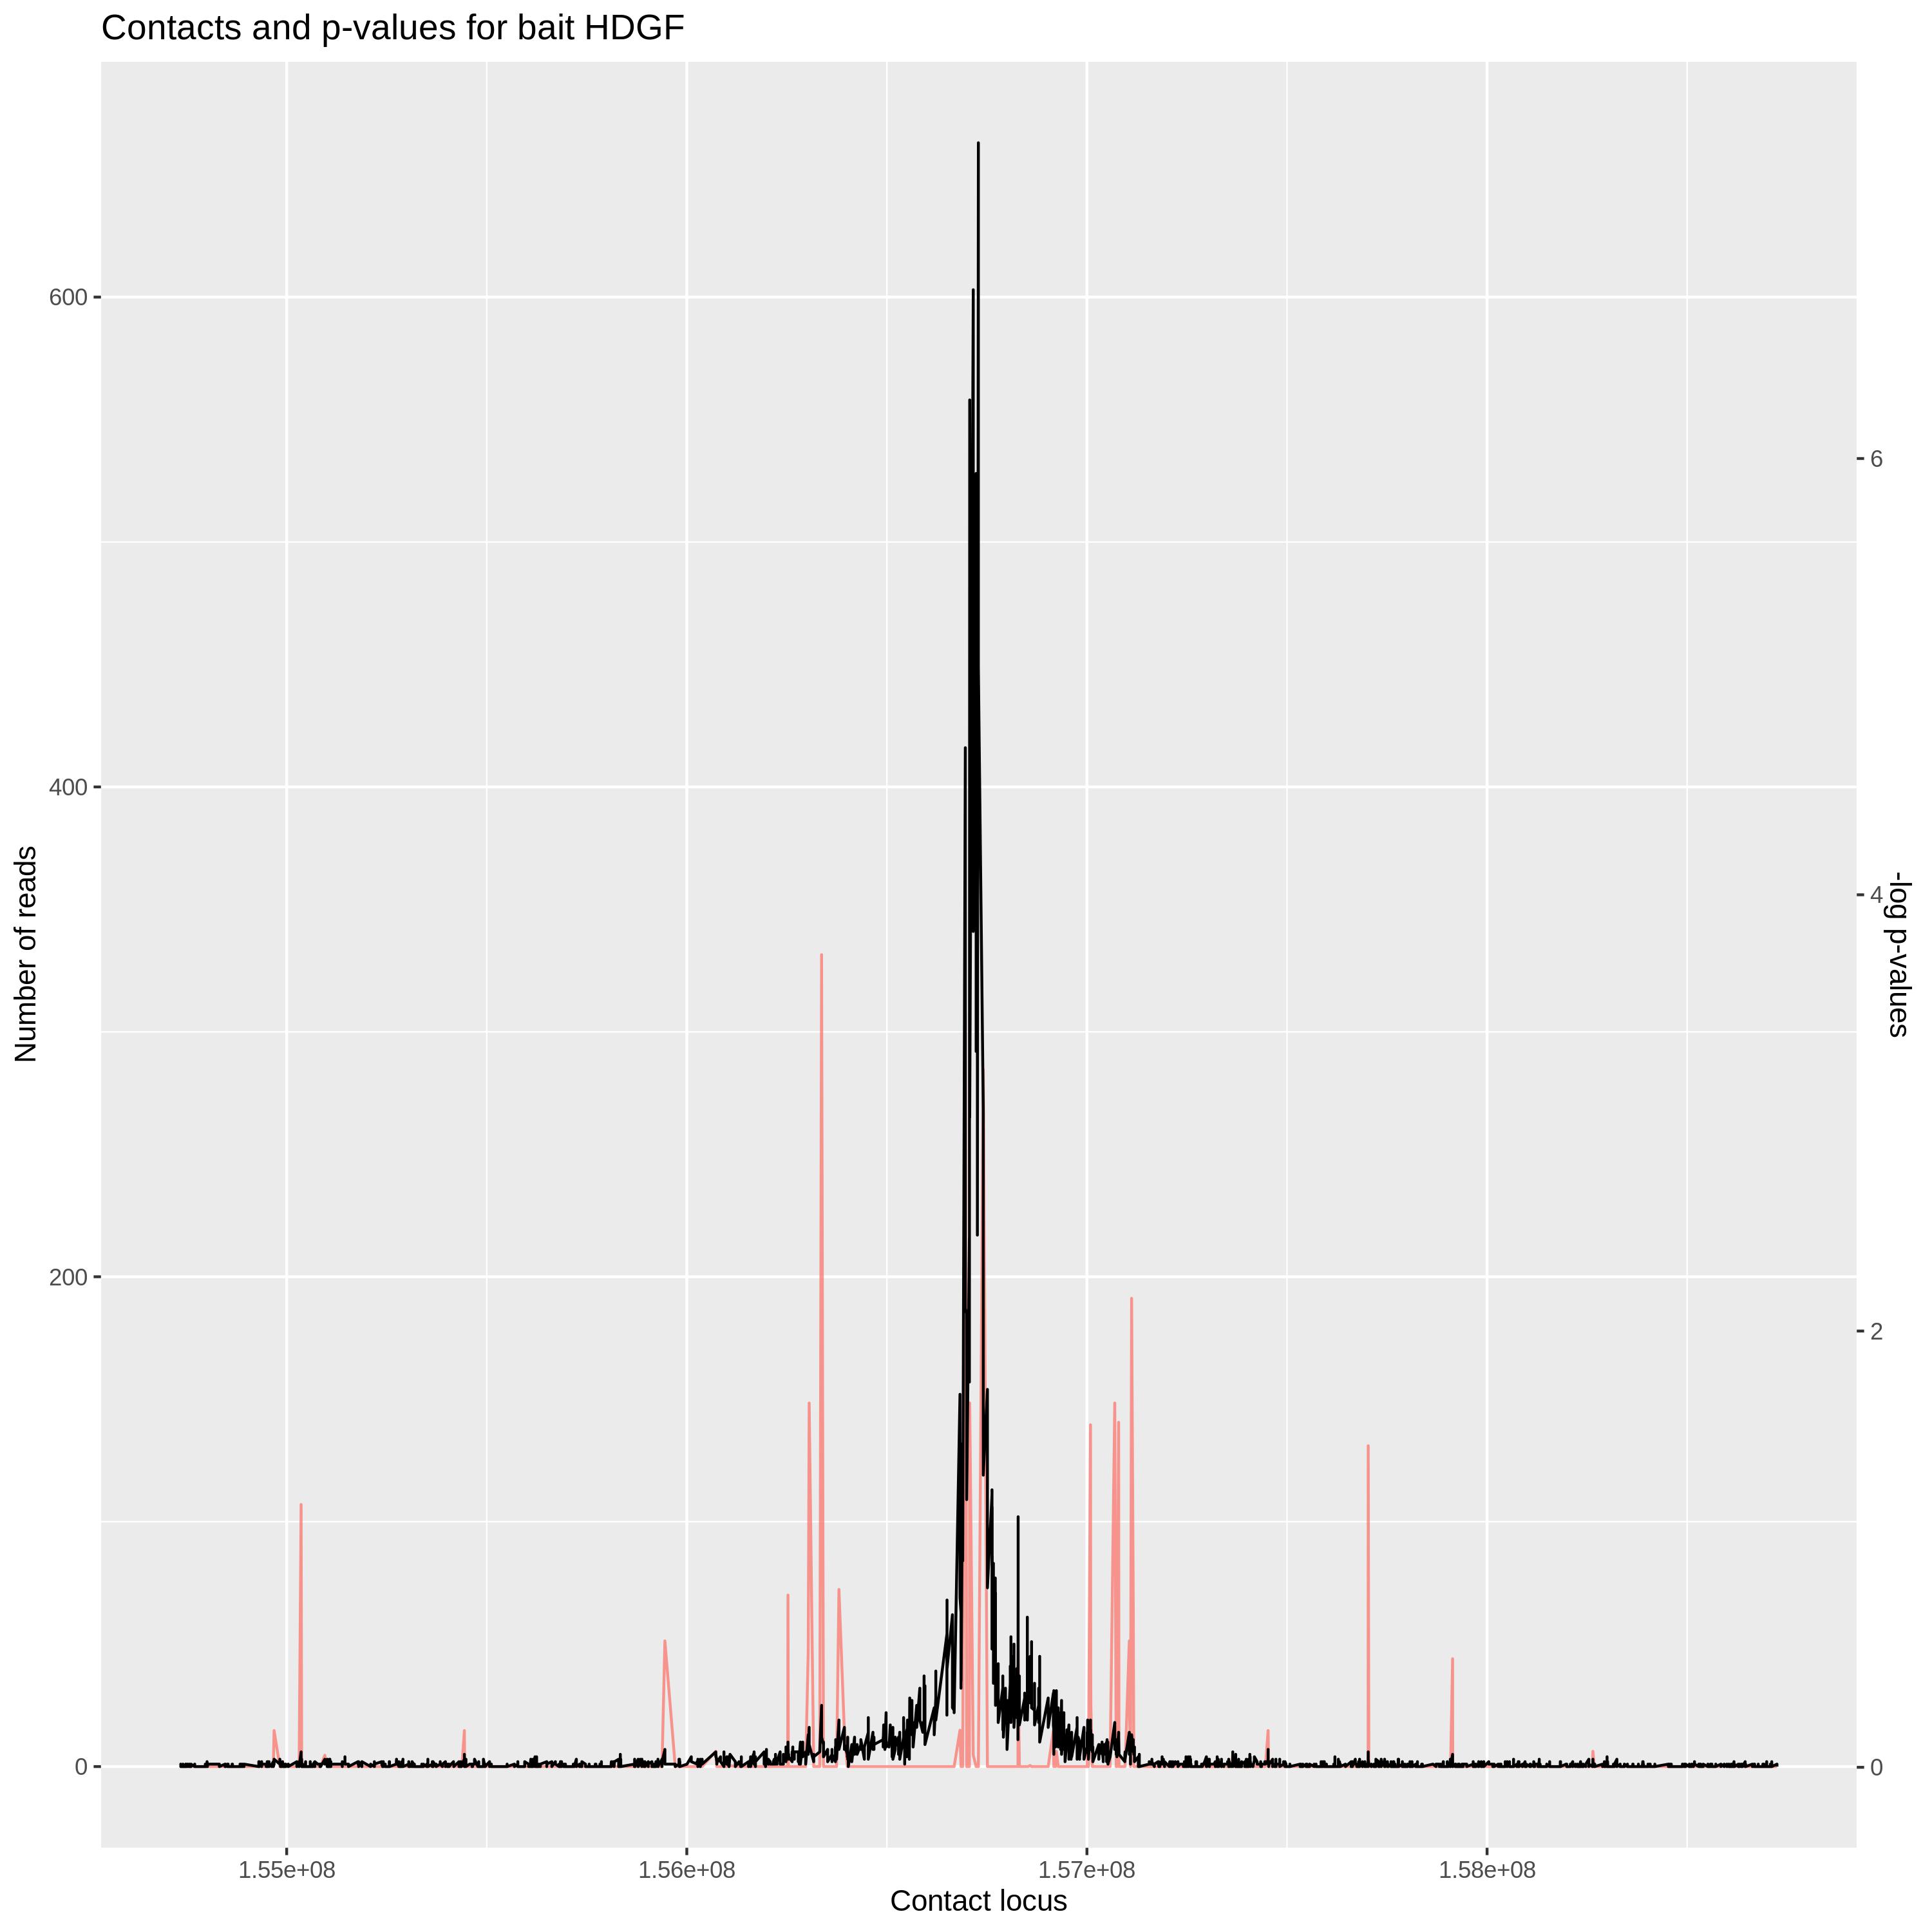 Contacts and p-values for bait HDGF
Number of reads
600
400
200
0
6
4
2
0
-log p-values
1.55e+08 1.56e+08 1.57e+08 1.58e+08
Contact locus